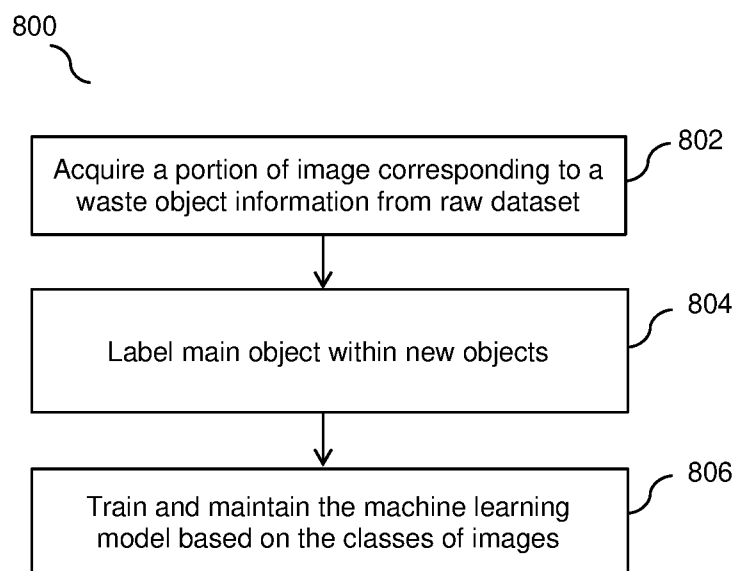 800
802
Acquire a portion of image corresponding to a
waste object information from raw dataset
804
Label main object within new objects
806
Train and maintain the machine learning
model based on the classes of images